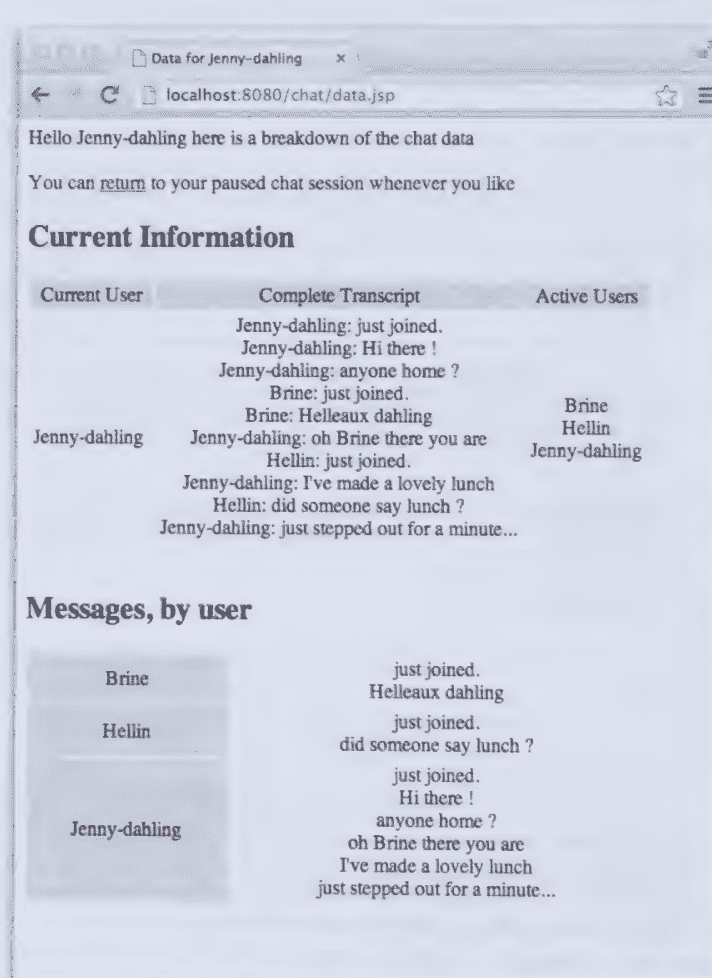 Data for Jenny-dahling ×
localhost:8080/chat/data.jsp
Hello Jenny-dahling here is a breakdown of the chat data
You can return to your paused chat session whenever you like
Current Information
Current User Complete Transcript Active Users
Jenny-dahling: just joined.
Jenny-dahling: Hi there !
Jenny-dahling: anyone home ?
Brine: just joined.
Brine: Helleaux dahling
Jenny-dahling: oh Brine there you are
Hellin: just joined.
Jenny-dahling: I've made a lovely lunch
Hellin: did someone say lunch ?
Jenny-dahling: just stepped out for a minute...
Jenny-dahling
Brine
Hellin
Jenny-dahling
Messages, by user
Brine
just joined.
Helleaux dahling
Hellin
just joined.
did someone say lunch ?
Jenny-dahling
just joined.
Hi there !
anyone home ?
oh Brine there you are
I've made a lovely lunch
just stepped out for a minute...